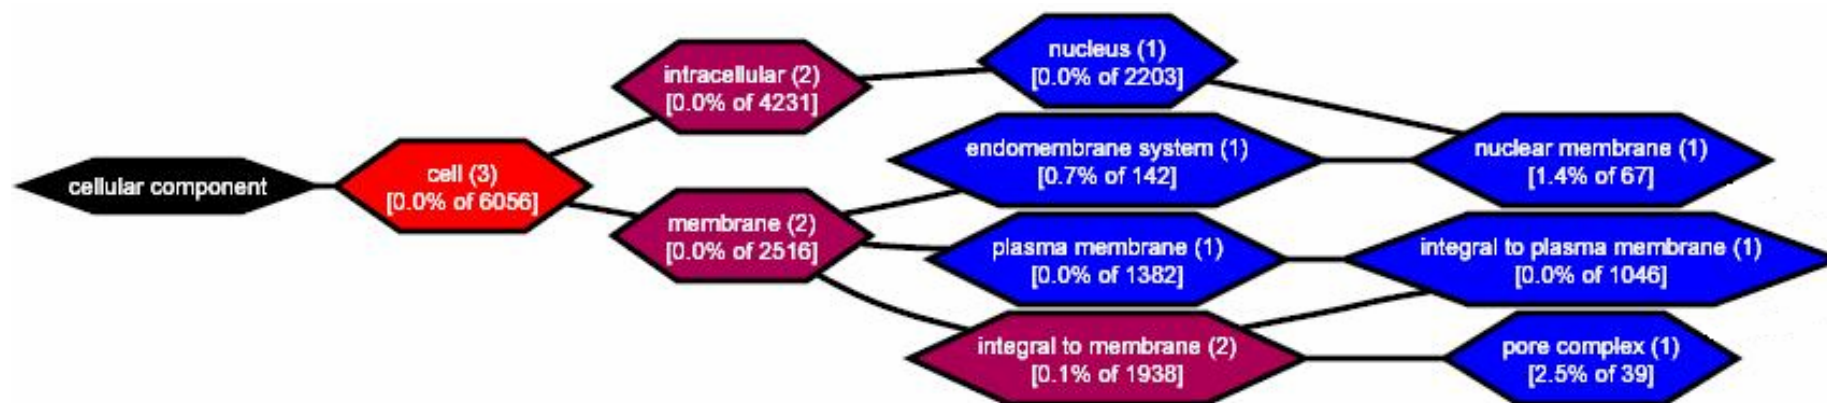 cellular component
cell (3)
[0.0% of 6056]
intracellular (2)
[0.0% of 4231]
membrane (2)
[0.0% of 2516]
nucleus (1)
[0.0% of 2203]
endomembrane system (1)
[0.7% of 142]
plasma membrane (1)
[0.0% of 1382]
integral to membrane (2)
[0.1% of 1938]
nuclear membrane (1)
[1.4% of 67]
integral to plasma membrane (1)
[0.0% of 1046]
pore complex (1)
[2.5% of 39]